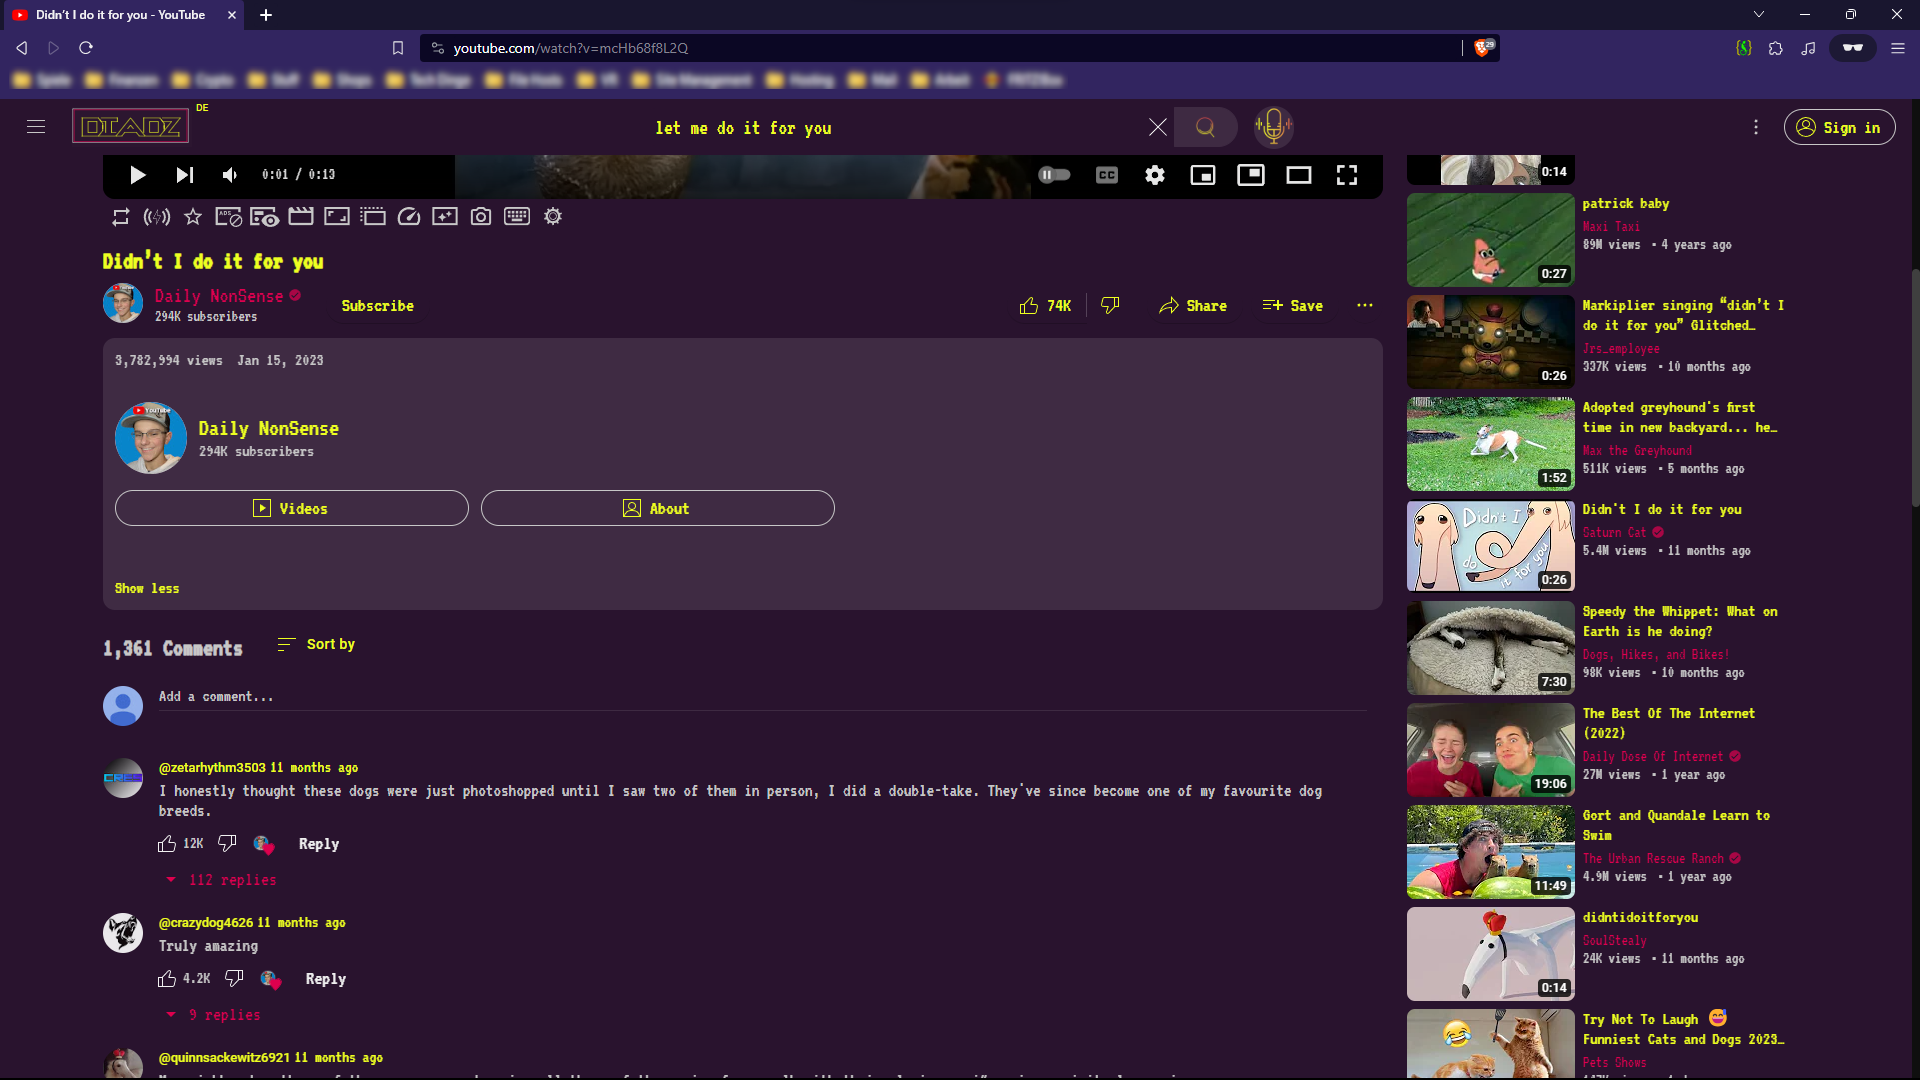 Didn't I do it for you - YouTube
youtube.com/watch?v=mcHb68f8L2Q
29
DIADZ
DE
let me do it for you
Sign in
0:01 / 0:13
CC
ADS
Didn't I do it for you
Daily NonSense
294K subscribers
Subscribe
74K
Share
Save
3,782,994 views Jan 15, 2023
YouTube
Daily NonSense
294K subscribers
Videos
About
Show less
1,361 Comments
Sort by
Add a comment...
@zetarhythm3503 11 months ago
I honestly thought these dogs were just photoshopped until I saw two of them in person, I did a double-take. They've since become one of my favourite dog
breeds.
12K
Reply
112 replies
@crazydog4626 11 months ago
Truly amazing
4.2K
Reply
9 replies
@quinnsackewitz6921 11 months ago
0:14
0:27
patrick baby
Maxi Taxi
89M views • 4 years ago
0:26
Markiplier singing “didn’t I
do it for you” Glitched…
Jrs_employee
337K views • 10 months ago
1:52
Adopted greyhound's first
time in new backyard... he…
Max the Greyhound
511K views • 5 months ago
Didn't I
do
it for you
0:26
Didn't I do it for you
Saturn Cat
5.4M views • 11 months ago
7:30
Speedy the Whippet: What on
Earth is he doing?
Dogs, Hikes, and Bikes!
98K views • 10 months ago
19:06
The Best Of The Internet
(2022)
Daily Dose Of Internet
27M views • 1 year ago
11:49
Gort and Quandale Learn to
Swim
The Urban Rescue Ranch
4.9M views • 1 year ago
0:14
didntidoitforyou
SoulStealy
24K views • 11 months ago
Try Not To Laugh 😅
Funniest Cats and Dogs 2023…
Pets Shows